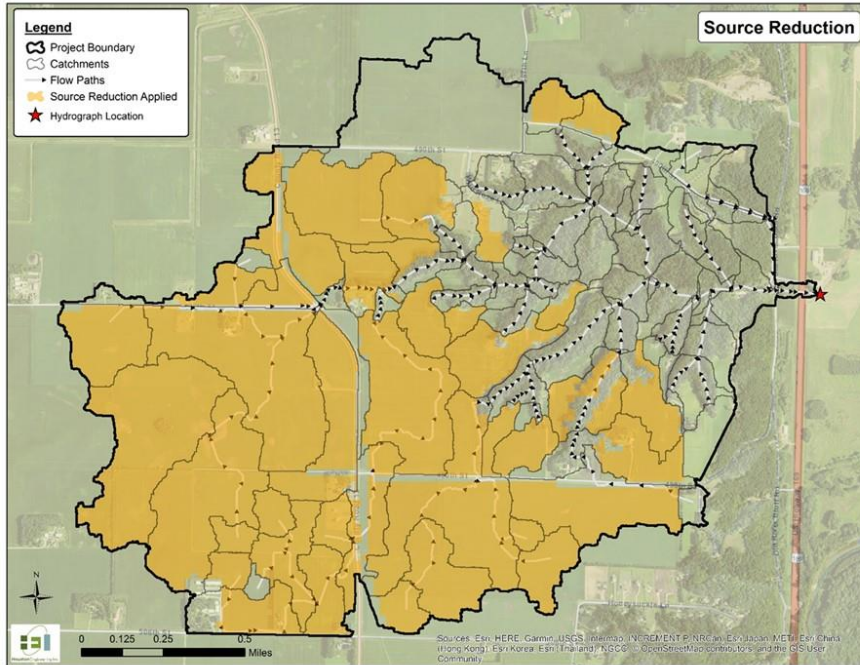 Source Reduction
Legend
Project Boundary
Catchments
Flow Paths
Source Reduction Applied
Hydrograph Location
N
0 0.125 0.25 0.5
Miles
Sources: Esri, HERE, Garmin, USGS, Intermap, INCREMENT P, NRCan, Esri Japan, METI, Esri China
(Hong Kong), Esri Korea, Esri (Thailand), NGCC, © OpenStreetMap contributors, and the GIS User
Community